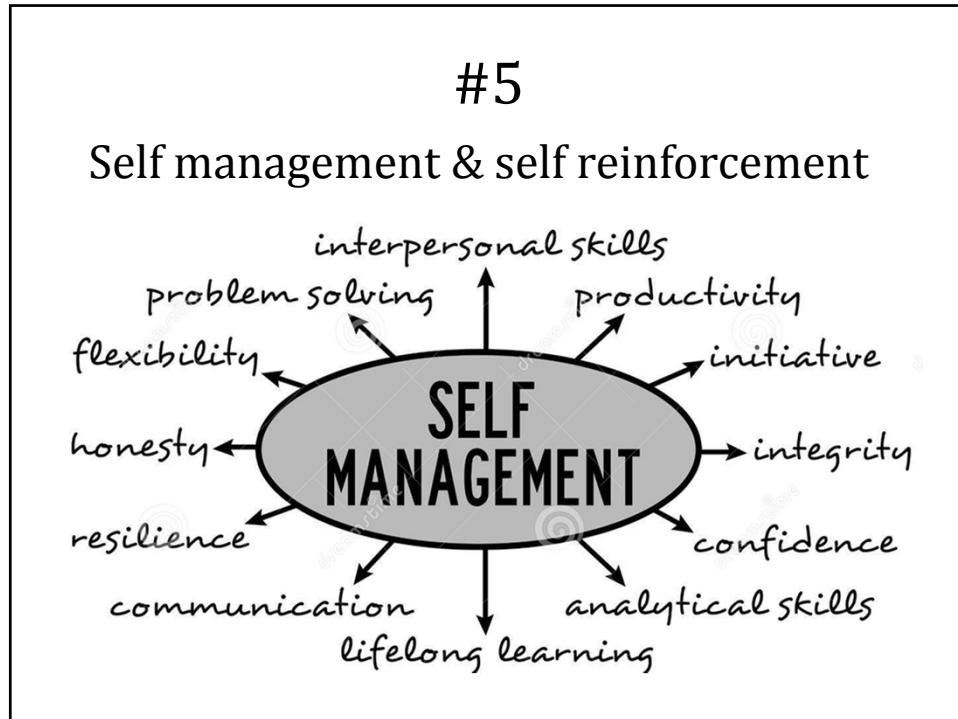 #5
Self management & self reinforcement
interpersonal skills
problem solving
productivity
flexibility
initiative
SELF
MANAGEMENT
honesty
integrity
resilience
confidence
communication
analytical skills
lifelong learning
dreamstime